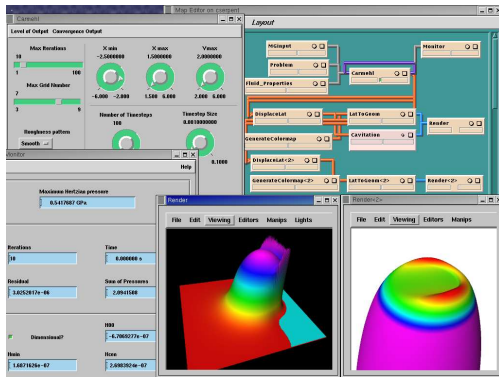 Map Editor on cserpent
Layout
Carmehl
Level of Output Convergence Output
Max Iterations
10
1 100
Max Grid Number
7
3 9
Roughness pattern
Smooth
X min
-2.5000000
-6.000 -2.000
X max
1.5000000
1.500 6.000
Ymax
2.0000000
2.000 6.000
Number of Timesteps
100
Timestep Size
0.0010000000
0.1000
MGinput
Problem
Fluid_Properties
Carmehl
Monitor
DisplaceLat
GenerateColormap
LatToGeom
Cavitation
Render
DisplaceLat<2>
GenerateColormap<2>
LatToGeom<2>
Render<2>
Monitor
Help
Maximum Hertzian pressure
0.5417687 GPa
Iterations
10
Time
0.000000 s
Residual
3.0252017e-06
Sum of Pressures
2.0941508
Dimensional?
H00
-6.7069277e-07
Hmin
1.6071626e-07
Hcen
2.6903924e-07
Render
File Edit Viewing Editors Manips Lights
Render<2>
File Edit Viewing Editors Manips